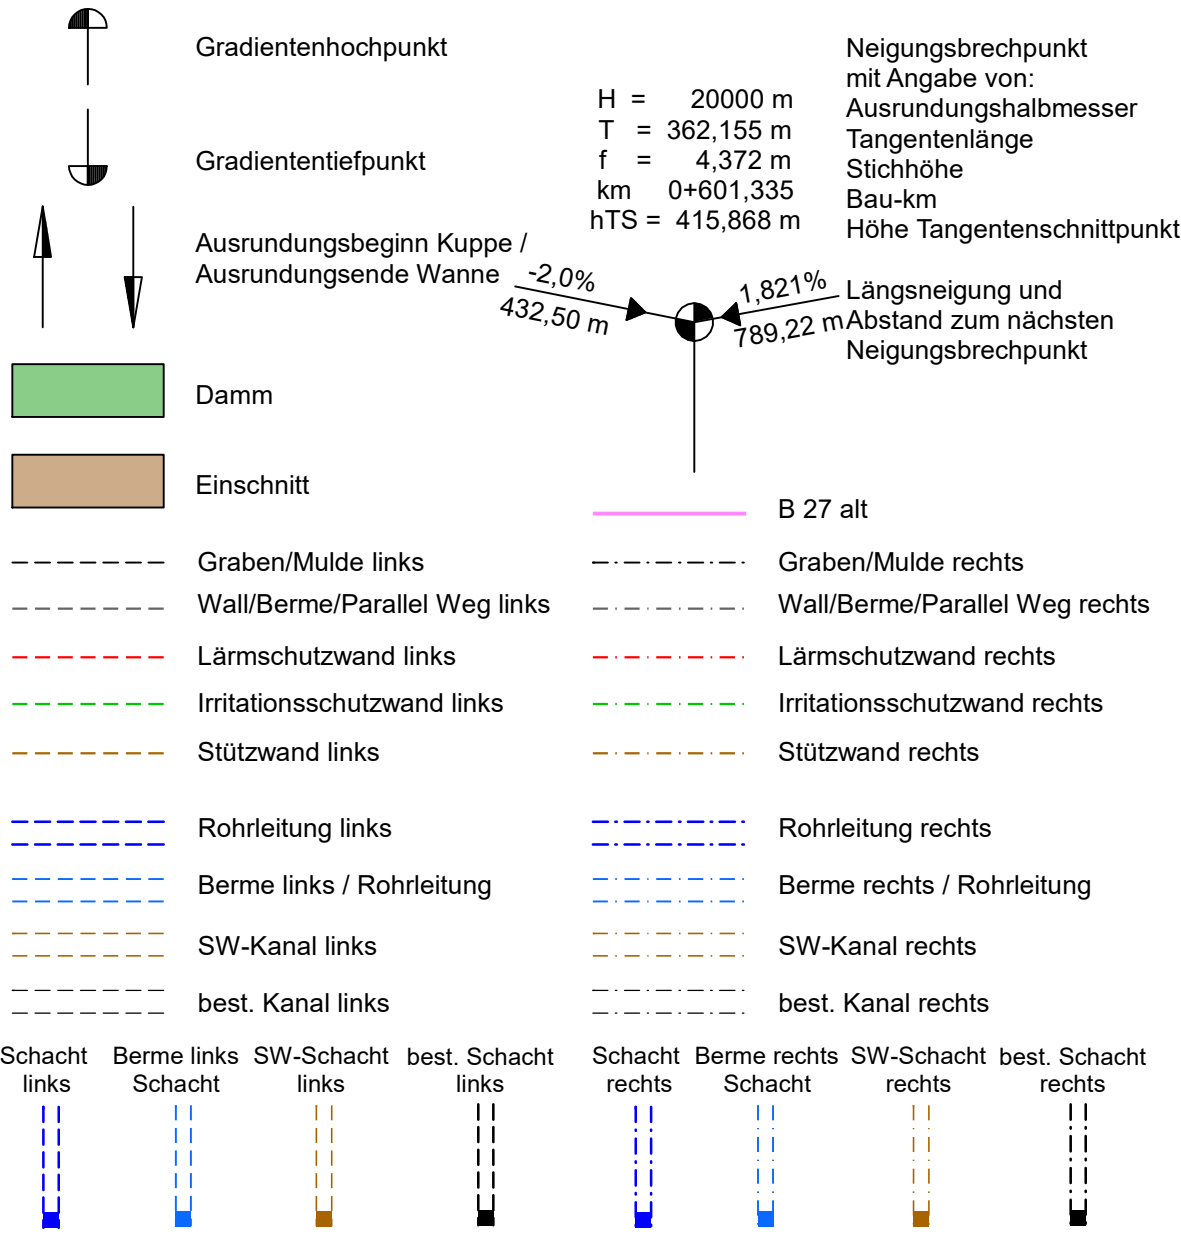 Gradientenhochpunkt
Gradiententiefpunkt
Ausrundungsbeginn Kuppe /
Ausrundungsende Wanne
H = 20000 m
T = 362,155 m
f = 4,372 m
km 0+601,335
hTS = 415,868 m
Neigungsbrechpunkt
mit Angabe von:
Ausrundungshalbmesser
Tangentenlänge
Stichhöhe
Bau-km
Höhe Tangentenschnittpunkt
-2,0%
432,50 m
1,821%
789,22 m
Längsneigung und
Abstand zum nächsten
Neigungsbrechpunkt
Damm
Einschnitt
B 27 alt
Graben/Mulde links
Graben/Mulde rechts
Wall/Berme/Parallel Weg links
Wall/Berme/Parallel Weg rechts
Lärmschutzwand links
Lärmschutzwand rechts
Irritationsschutzwand links
Irritationsschutzwand rechts
Stützwand links
Stützwand rechts
Rohrleitung links
Rohrleitung rechts
Berme links / Rohrleitung
Berme rechts / Rohrleitung
SW-Kanal links
SW-Kanal rechts
best. Kanal links
best. Kanal rechts
Schacht
links
Berme links
Schacht
SW-Schacht
links
best. Schacht
links
Schacht
rechts
Berme rechts
Schacht
SW-Schacht
rechts
best. Schacht
rechts